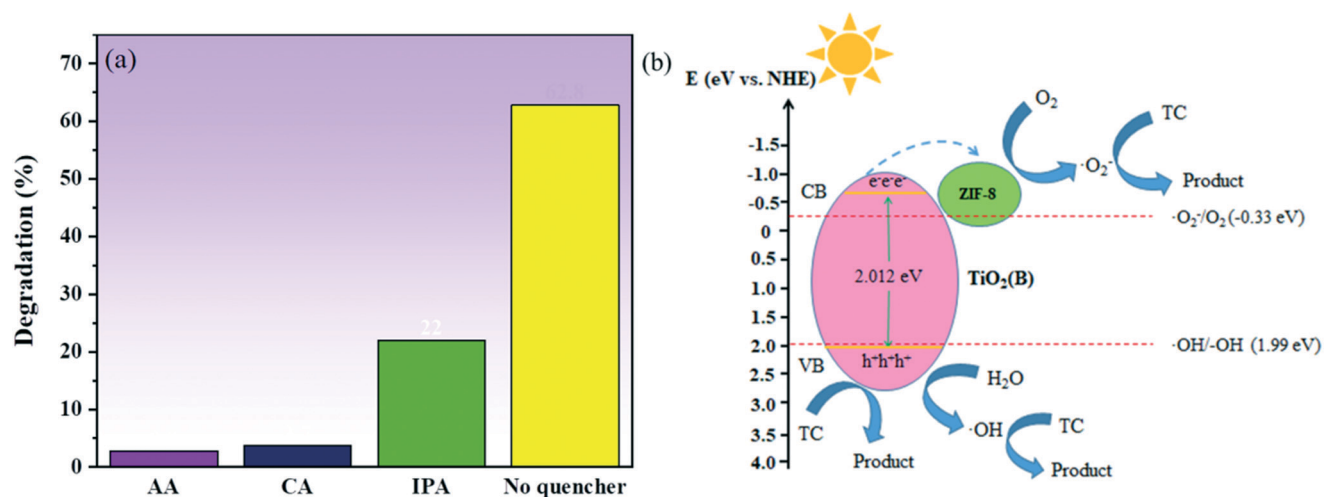 (a)
Degradation (%)
70
60
50
40
30
20
10
0
62.8
22
AA
CA
IPA
No quencher
(b)
E (eV vs. NHE)
-1.5
-1.0
-0.5
0
0.5
1.0
1.5
2.0
2.5
3.0
3.5
4.0
CB
e⁻e⁻e⁻
ZIF-8
O₂
·O₂⁻
TC
Product
·O₂⁻/O₂ (-0.33 eV)
2.012 eV
TiO₂(B)
·OH/-OH (1.99 eV)
VB
h⁺h⁺h⁺
H₂O
TC
Product
·OH
TC
Product